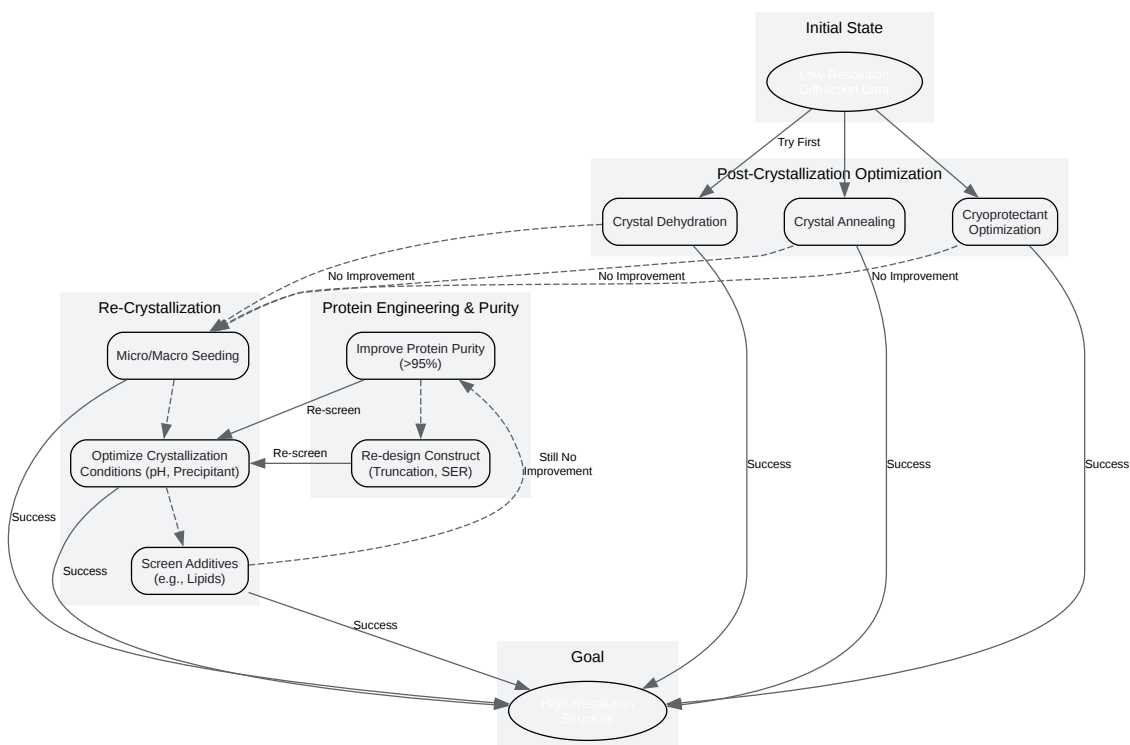 Initial State
Low-Resolution
Diffraction Data
Try First
Post-Crystallization Optimization
Crystal Dehydration
Crystal Annealing
Cryoprotectant
Optimization
No Improvement
No Improvement
No Improvement
Re-Crystallization
Protein Engineering & Purity
Micro/Macro Seeding
Improve Protein Purity
(>95%)
Re-screen
Optimize Crystallization
Conditions (pH, Precipitant)
Re-screen
Re-design Construct
(Truncation, SER)
Still No
Improvement
Success
Success
Success
Success
Success
Screen Additives
(e.g., Lipids)
Success
Goal
High-Resolution
Structure